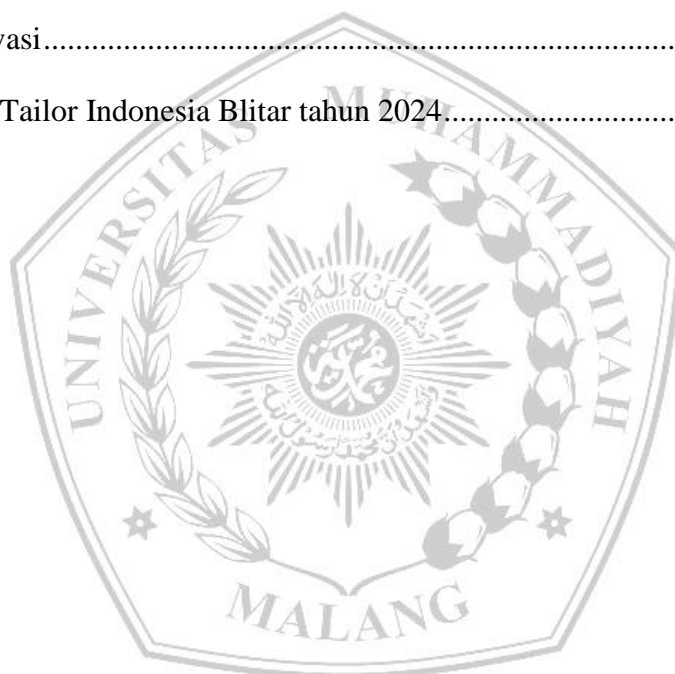 vasi..............................................................................
Tailor Indonesia Blitar tahun 2024.............................
UNIVERSITAS MUHAMMADIYAH
MALANG